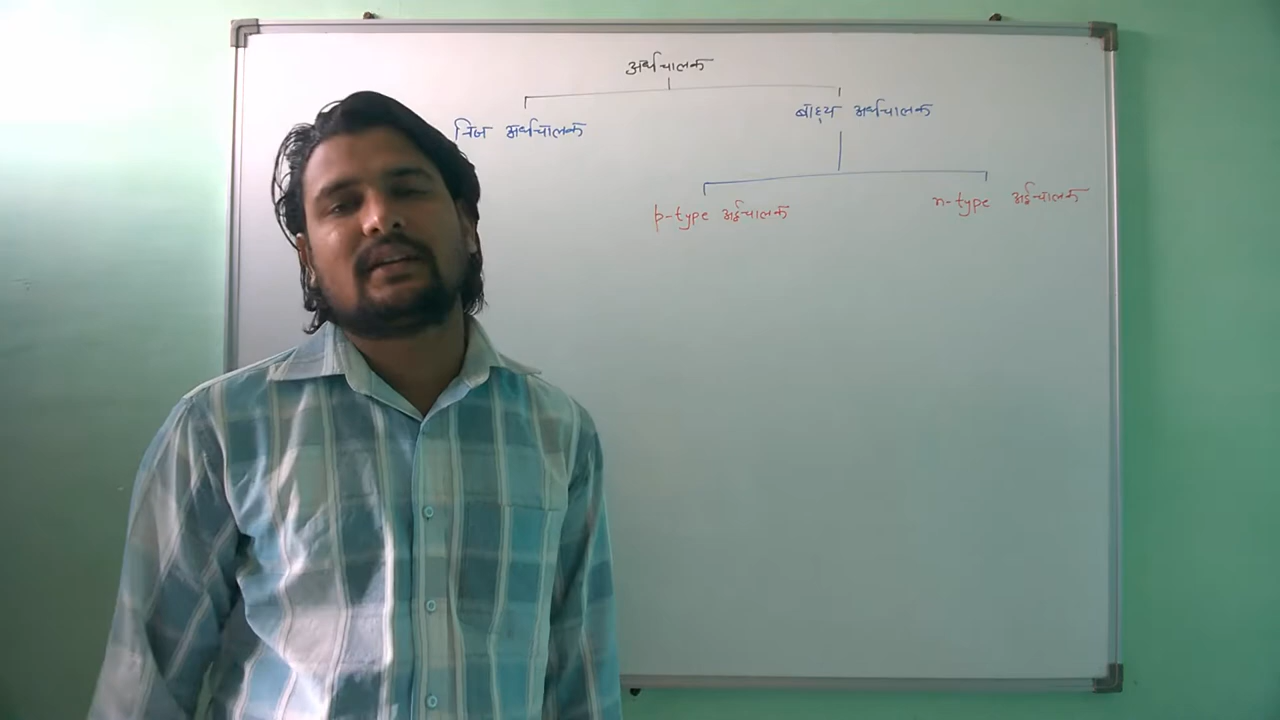 अर्धचालक
निज अर्धचालक
बाह्य अर्धचालक
p-type अर्द्धचालक
n-type अर्द्धचालक